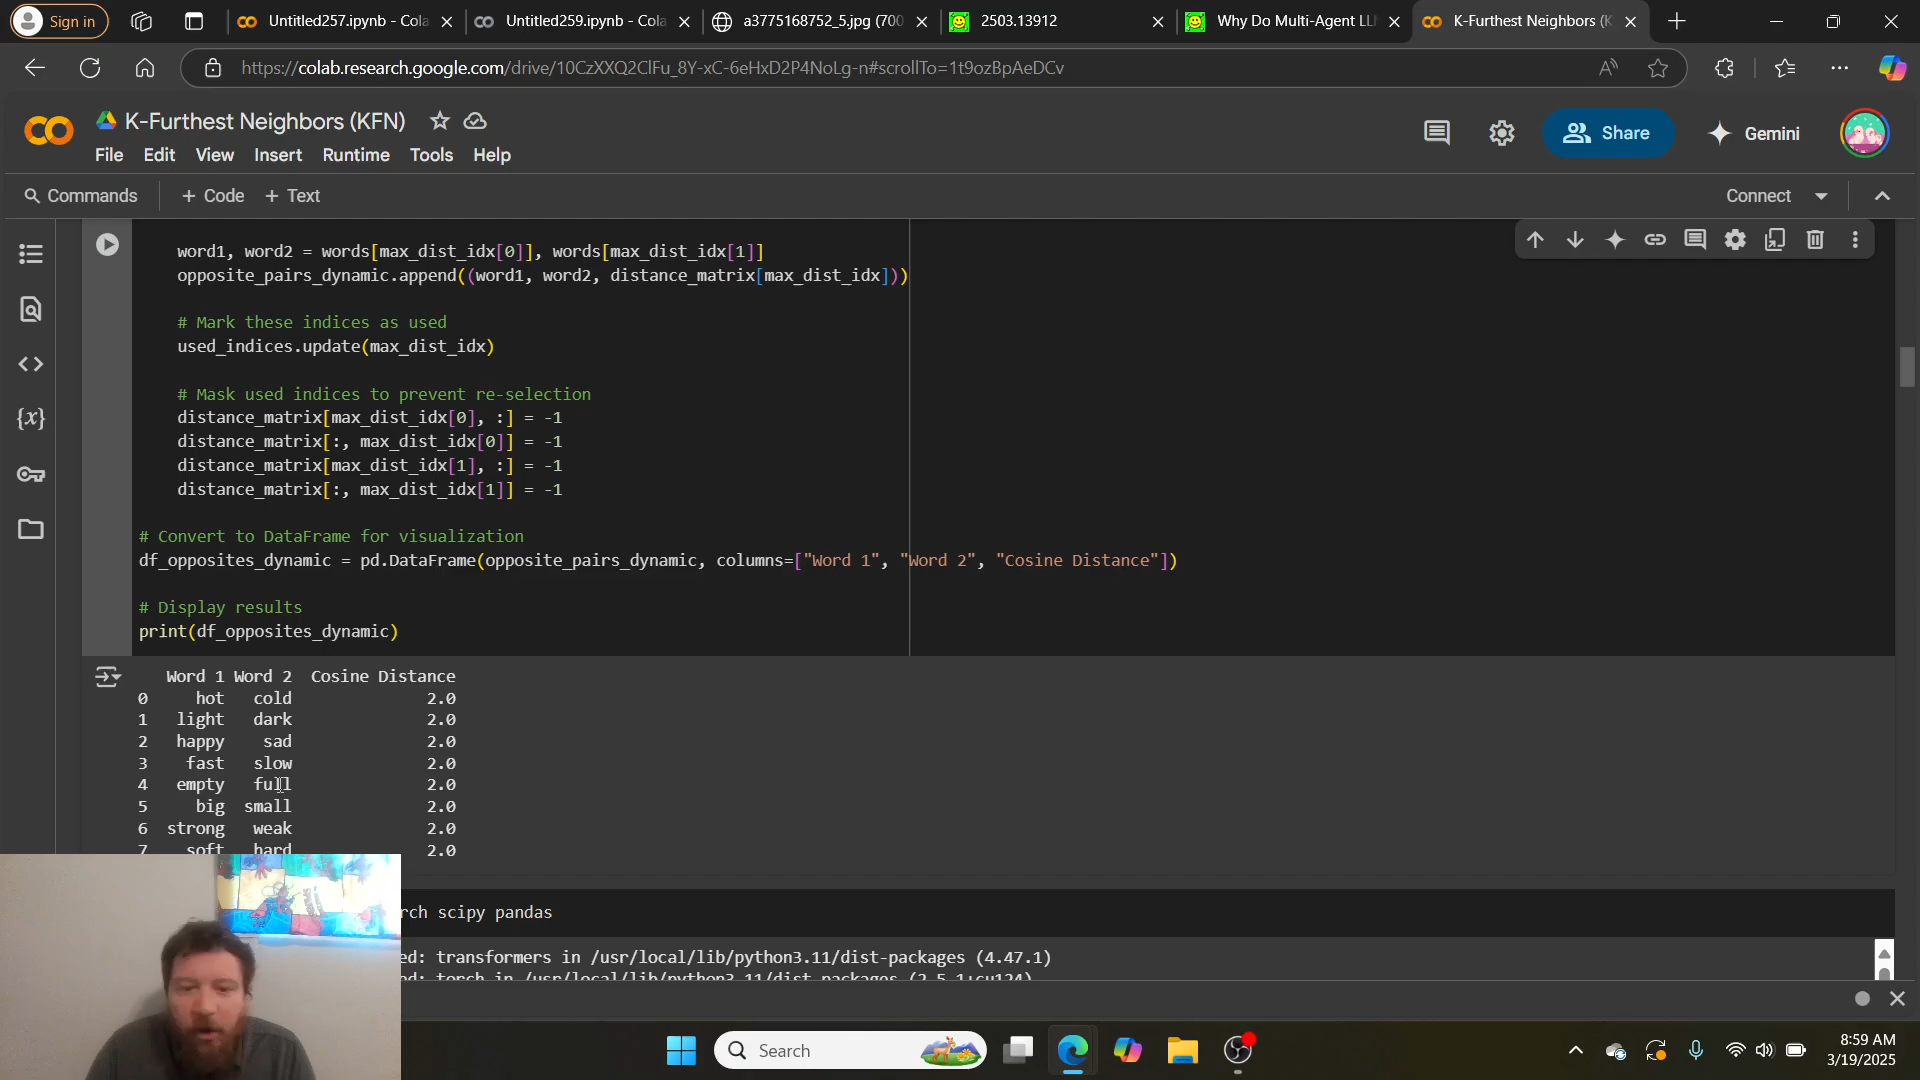 Sign in
Untitled257.ipynb - Cola
Untitled259.ipynb - Cola
a3775168752_5.jpg (700
2503.13912
Why Do Multi-Agent LL
K-Furthest Neighbors (K
https://colab.research.google.com/drive/10CzXXQ2ClFu_8Y-xC-6eHxD2P4NoLg-n#scrollTo=1t9ozBpAeDCv
K-Furthest Neighbors (KFN)
Share
Gemini
File Edit View Insert Runtime Tools Help
Commands + Code + Text
Connect
word1, word2 = words[max_dist_idx[0]], words[max_dist_idx[1]]
opposite_pairs_dynamic.append((word1, word2, distance_matrix[max_dist_idx]))
# Mark these indices as used
used_indices.update(max_dist_idx)
# Mask used indices to prevent re-selection
distance_matrix[max_dist_idx[0], :] = -1
distance_matrix[:, max_dist_idx[0]] = -1
distance_matrix[max_dist_idx[1], :] = -1
distance_matrix[:, max_dist_idx[1]] = -1
# Convert to DataFrame for visualization
df_opposites_dynamic = pd.DataFrame(opposite_pairs_dynamic, columns=["Word 1", "Word 2", "Cosine Distance"])
# Display results
print(df_opposites_dynamic)
Word 1 Word 2 Cosine Distance
0 hot cold 2.0
1 light dark 2.0
2 happy sad 2.0
3 fast slow 2.0
4 empty full 2.0
5 big small 2.0
6 strong weak 2.0
7 soft hard 2.0
rch scipy pandas
ed: transformers in /usr/local/lib/python3.11/dist-packages (4.47.1)
ed: torch in /usr/local/lib/python3.11/dist-packages (2.5.1+cu124)
Search
8:59 AM
3/19/2025